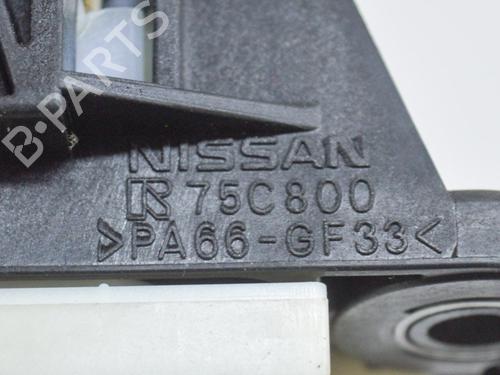 B-PARTS
NISSAN
R 75C800
>PA66-GF33<